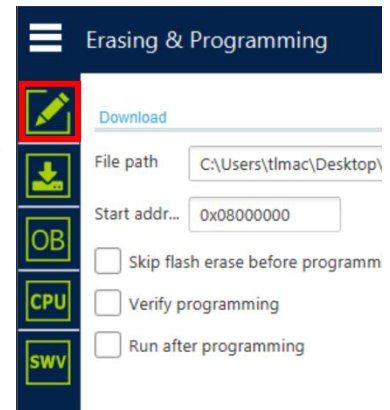 Erasing & Programming
Download
File path C:\Users\tlmac\Desktop\
Start addr... 0x08000000
OB
Skip flash erase before programm
CPU
Verify programming
Run after programming
SWV